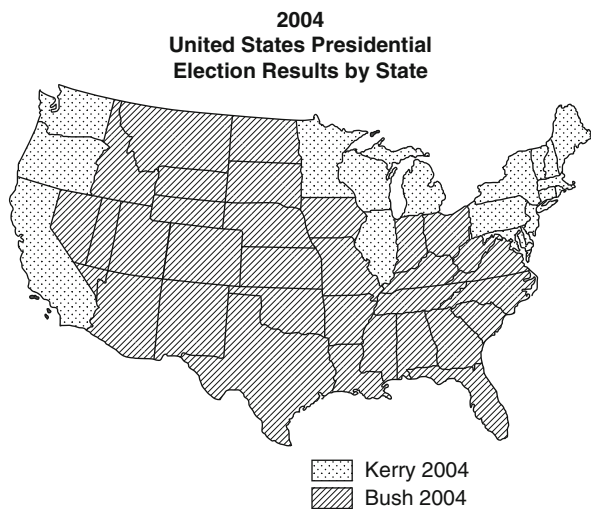 2004
United States Presidential
Election Results by State
Kerry 2004
Bush 2004